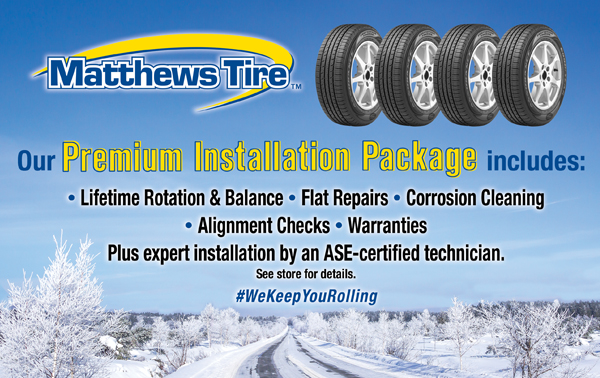 Matthews Tire™
Our Premium Installation Package includes:
• Lifetime Rotation & Balance • Flat Repairs • Corrosion Cleaning
• Alignment Checks • Warranties
Plus expert installation by an ASE-certified technician.
See store for details.
#WeKeepYouRolling